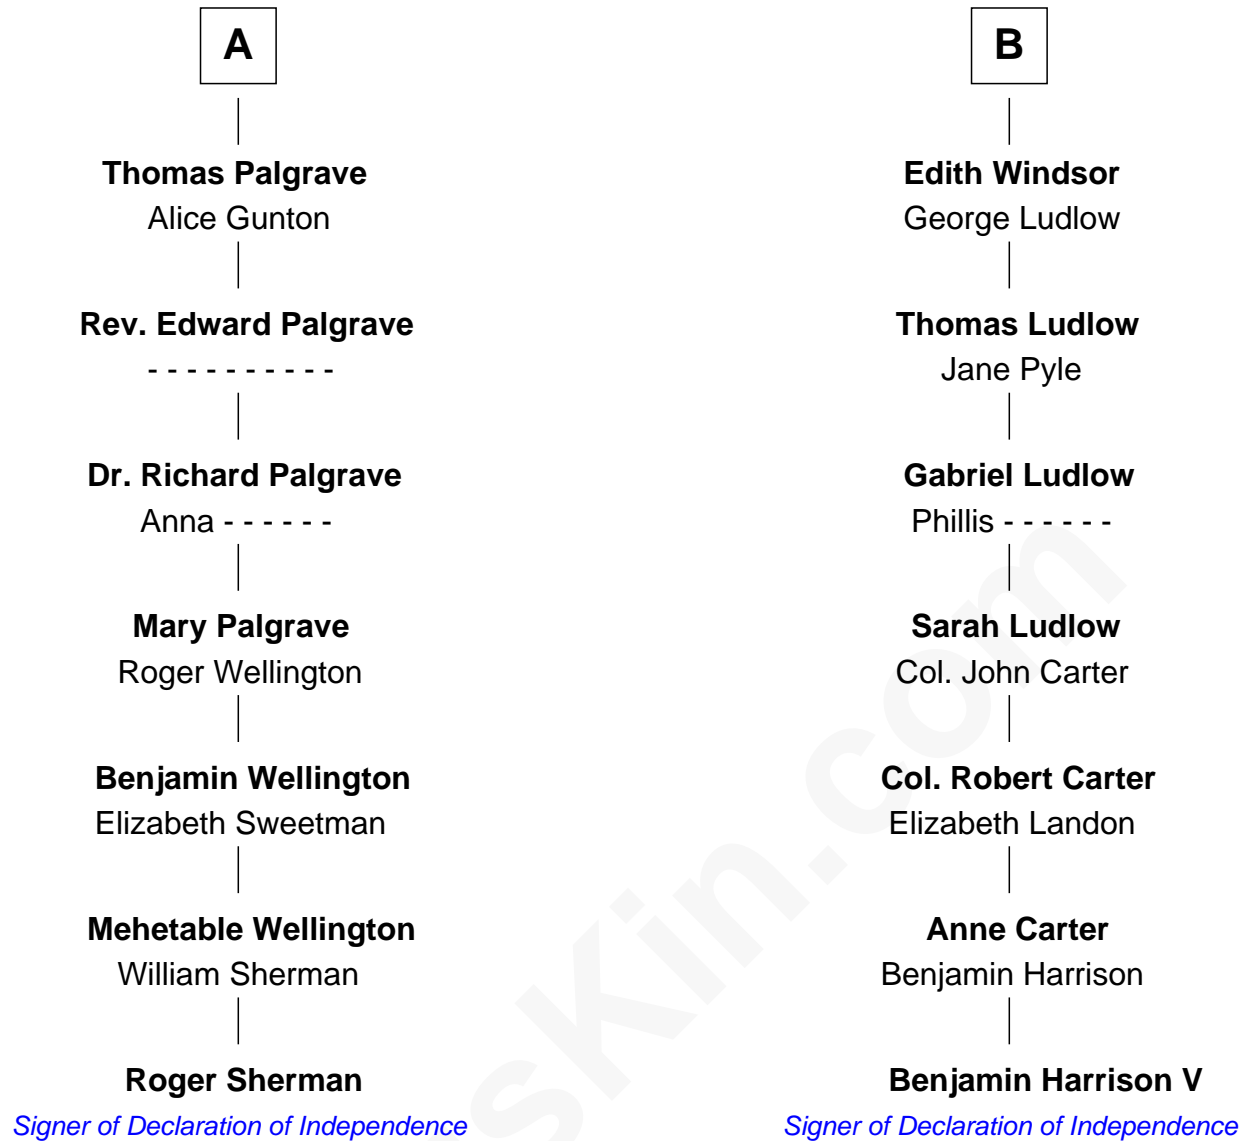 A
Thomas Palgrave
Alice Gunton
Rev. Edward Palgrave
- - - - - - - - - -
Dr. Richard Palgrave
Anna - - - - - -
Mary Palgrave
Roger Wellington
Benjamin Wellington
Elizabeth Sweetman
Mehetable Wellington
William Sherman
Roger Sherman
Signer of Declaration of Independence
B
Edith Windsor
George Ludlow
Thomas Ludlow
Jane Pyle
Gabriel Ludlow
Phillis - - - - - -
Sarah Ludlow
Col. John Carter
Col. Robert Carter
Elizabeth Landon
Anne Carter
Benjamin Harrison
Benjamin Harrison V
Signer of Declaration of Independence
sKin.com